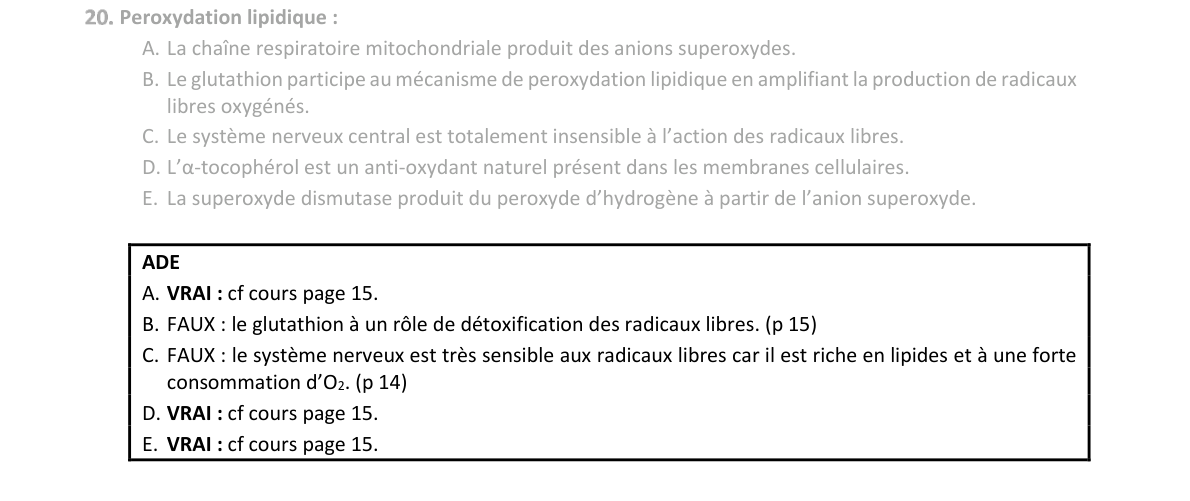 20. Peroxydation lipidique :
A. La chaîne respiratoire mitochondriale produit des anions superoxydes.
B. Le glutathion participe au mécanisme de peroxydation lipidique en amplifiant la production de radicaux
libres oxygénés.
C. Le système nerveux central est totalement insensible à l’action des radicaux libres.
D. L’α-tocophérol est un anti-oxydant naturel présent dans les membranes cellulaires.
E. La superoxyde dismutase produit du peroxyde d’hydrogène à partir de l’anion superoxyde.
ADE
A. VRAI : cf cours page 15.
B. FAUX : le glutathion à un rôle de détoxification des radicaux libres. (p 15)
C. FAUX : le système nerveux est très sensible aux radicaux libres car il est riche en lipides et à une forte
consommation d’O₂. (p 14)
D. VRAI : cf cours page 15.
E. VRAI : cf cours page 15.